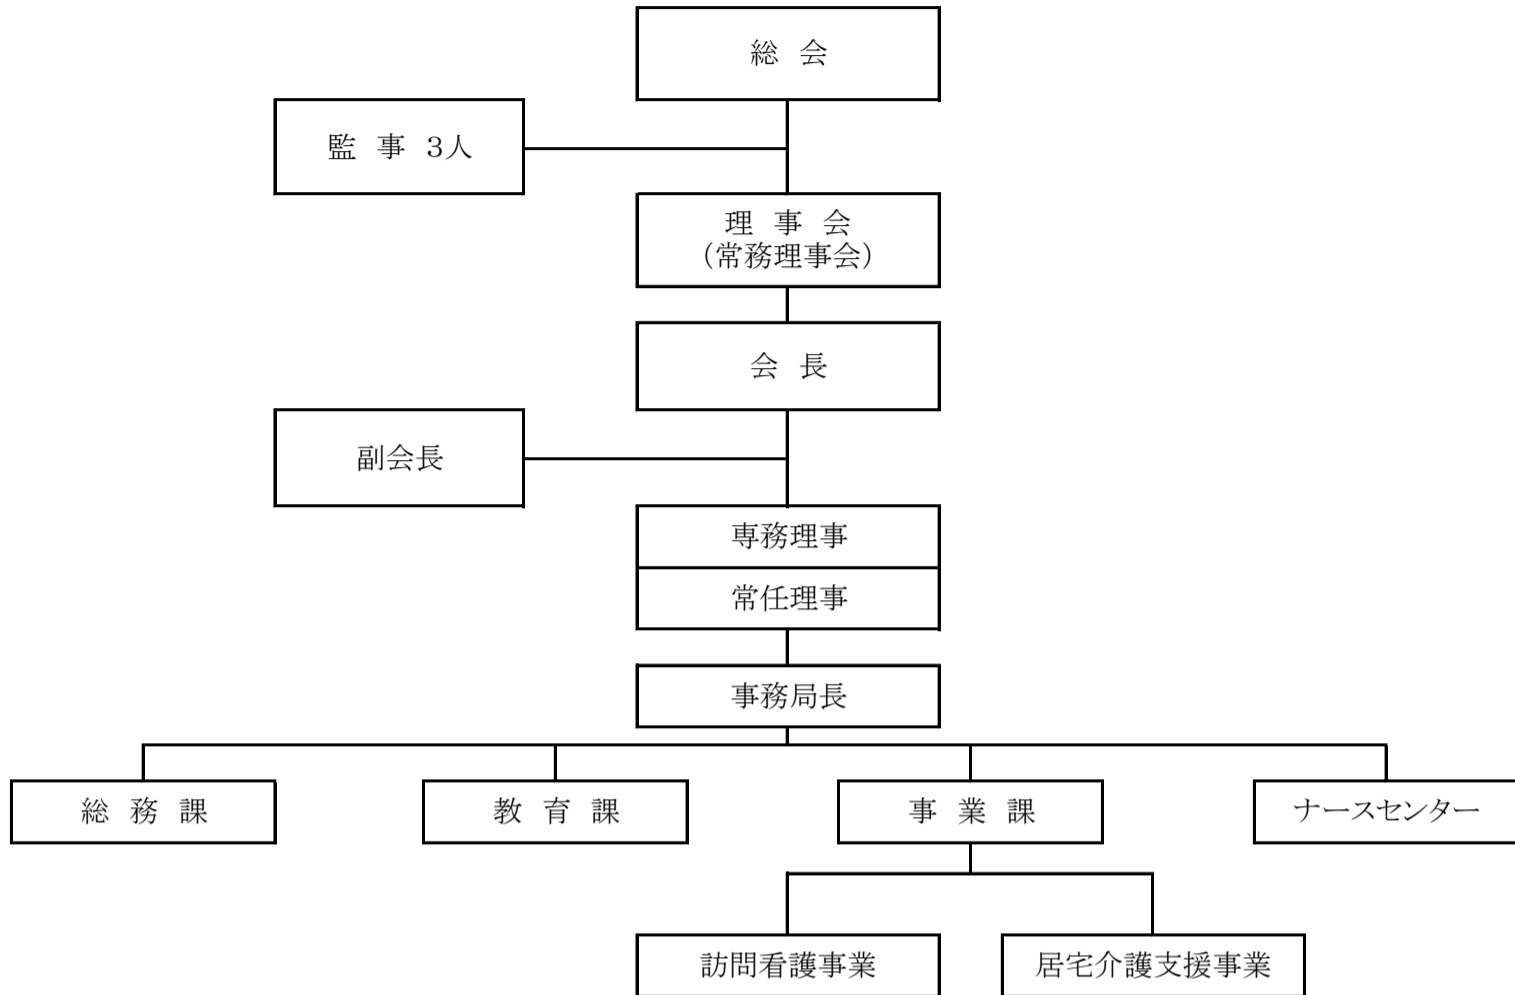 総 会
監 事 3人
理 事 会
（常務理事会）
会 長
副会長
専務理事
常任理事
事務局長
総 務 課
教 育 課
事 業 課
ナースセンター
訪問看護事業
居宅介護支援事業